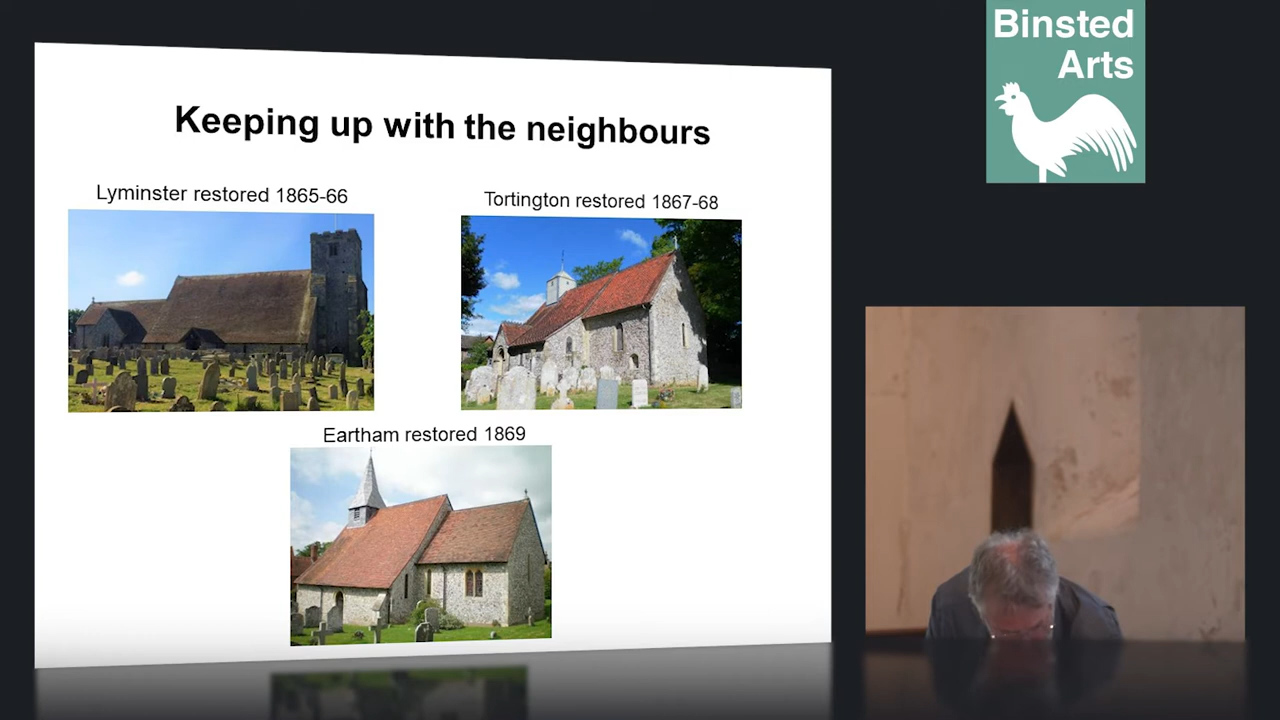 Keeping up with the neighbours
Lyminster restored 1865-66
Tortington restored 1867-68
Eartham restored 1869
Binsted
Arts